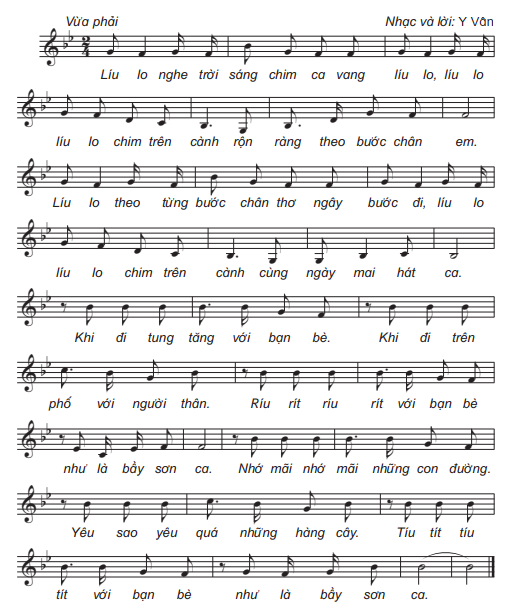 Vừa phải
Nhạc và lời: Y Vân
2
4
Líu lo nghe trời sáng chim ca vang líu lo, líu lo
líu lo chim trên cành rộn ràng theo bước chân em.
Líu lo theo từng bước chân thơ ngây bước đi, líu lo
líu lo chim trên cành cùng ngày mai hát ca.
Khi đi tung tăng với bạn bè. Khi đi trên
phố với người thân. Ríu rít ríu rít với bạn bè
như là bầy sơn ca. Nhớ mãi nhớ mãi những con đường.
Yêu sao yêu quá những hàng cây. Tíu tít tíu
tít với bạn bè như là bầy sơn ca.